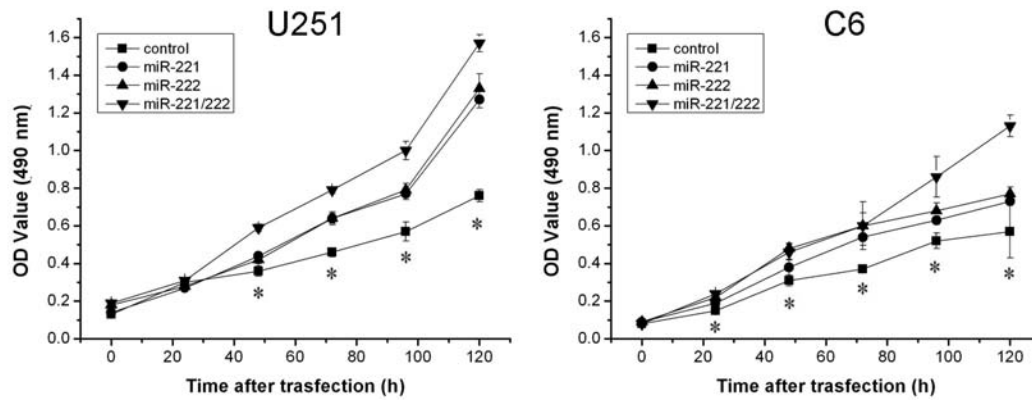 U251
control
miR-221
miR-222
miR-221/222
OD Value (490 nm)
1.6
1.4
1.2
1.0
0.8
0.6
0.4
0.2
0.0
* * * *
0 20 40 60 80 100 120
Time after trasfection (h)
C6
control
miR-221
miR-222
miR-221/222
OD Value (490 nm)
1.6
1.4
1.2
1.0
0.8
0.6
0.4
0.2
0.0
* * * * *
0 20 40 60 80 100 120
Time after trasfection (h)